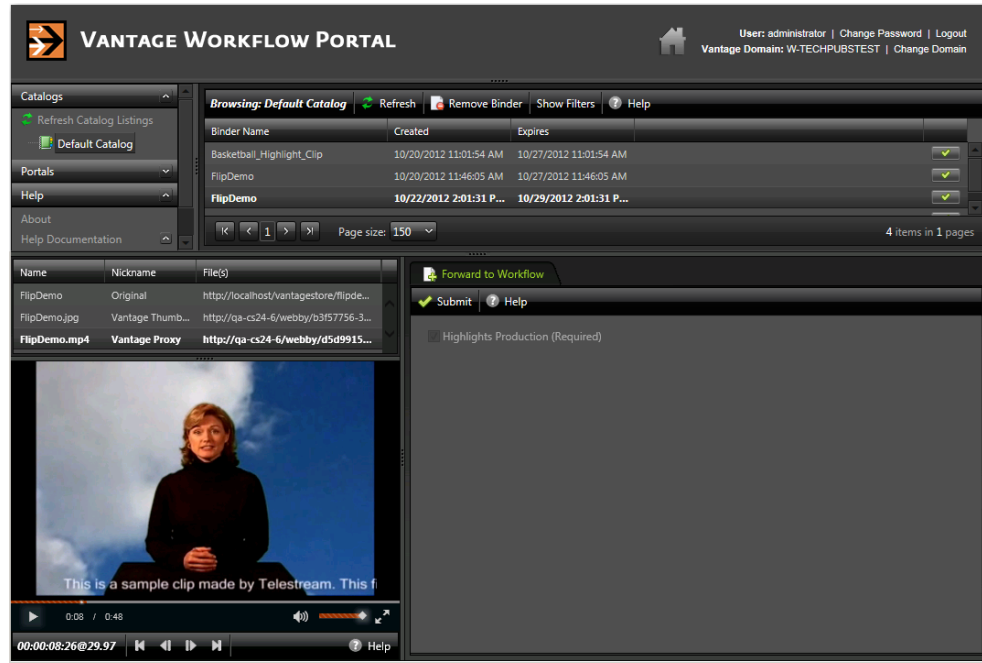 VANTAGE WORKFLOW PORTAL
User: administrator | Change Password | Logout
Vantage Domain: W-TECHPUBSTEST | Change Domain
Catalogs
Refresh Catalog Listings
Default Catalog
Portals
Help
About
Help Documentation
Browsing: Default Catalog Refresh Remove Binder Show Filters Help
Binder Name Created Expires
Basketball_Highlight_Clip 10/20/2012 11:01:54 AM 10/27/2012 11:01:54 AM
FlipDemo 10/20/2012 11:46:05 AM 10/27/2012 11:46:05 AM
FlipDemo 10/22/2012 2:01:31 P... 10/29/2012 2:01:31 P...
1 Page size: 150 4 items in 1 pages
Name Nickname File(s)
FlipDemo Original http://localhost/vantagestore/flipde...
FlipDemo.jpg Vantage Thumb... http://qa-cs24-6/webby/b3f57756-3...
FlipDemo.mp4 Vantage Proxy http://qa-cs24-6/webby/d5d9915...
This is a sample clip made by Telestream. This fi
0:08 / 0:48
00:00:08:26@29.97 Help
Forward to Workflow
Submit Help
Highlights Production (Required)